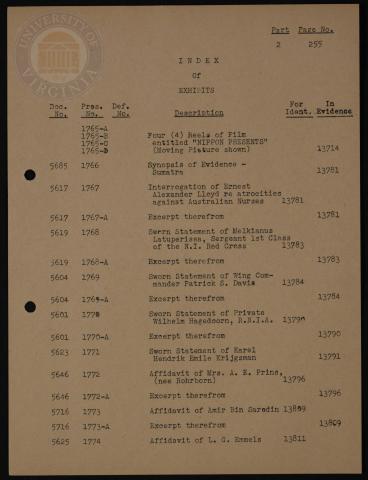 UNIVERSITY OF VIRGINIA
Part Page No.
2 255
INDEX
Of
EXHIBITS
Doc. No. Pros. No. Def. No. Description For Ident. In Evidence
1765-A
1765-B Four (4) Reels of Film
1765-C entitled "NIPPON PRESENTS"
1765-D (Moving Picture shown) 13714
5685 1766 Synopsis of Evidence -
Sumatra 13781
5617 1767 Interrogation of Ernest
Alexander Lloyd re atrocities
against Australian Nurses 13781
5617 1767-A Excerpt therefrom 13781
5619 1768 Sworn Statement of Melkianus
Latuperissa, Sergeant 1st Class
of the N.I. Red Cross 13783
5619 1768-A Excerpt therefrom 13783
5604 1769 Sworn Statement of Wing Com-
mander Patrick S. Davis 13784
5604 1769-A Excerpt therefrom 13784
5601 1770 Sworn Statement of Private
Wilhelm Hagedoorn, R.N.I.A. 13790
5601 1770-A Excerpt therefrom 13790
5623 1771 Sworn Statement of Karel
Hendrik Emile Krijgsman 13791
5646 1772 Affidavit of Mrs. A. E. Prins,
(nee Rohrborn) 13796
5646 1772-A Excerpt therefrom 13796
5716 1773 Affidavit of Amir Bin Sarodin 13809
5716 1773-A Excerpt therefrom 13809
5625 1774 Affidavit of L. G. Emmels 13811